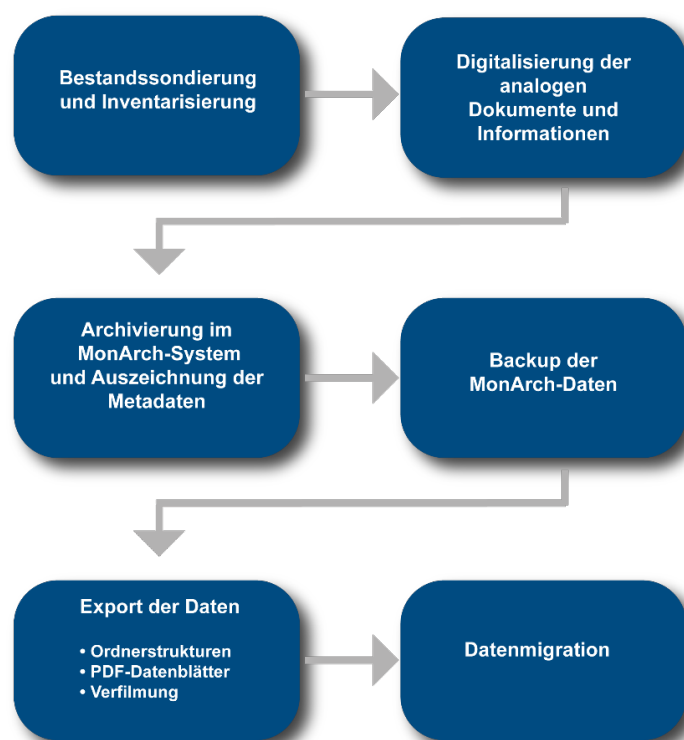 Bestandssondierung
und Inventarisierung
Digitalisierung der
analogen
Dokumente und
Informationen
Archivierung im
MonArch-System
und Auszeichnung der
Metadaten
Backup der
MonArch-Daten
Export der Daten
• Ordnerstrukturen
• PDF-Datenblätter
• Verfilmung
Datenmigration